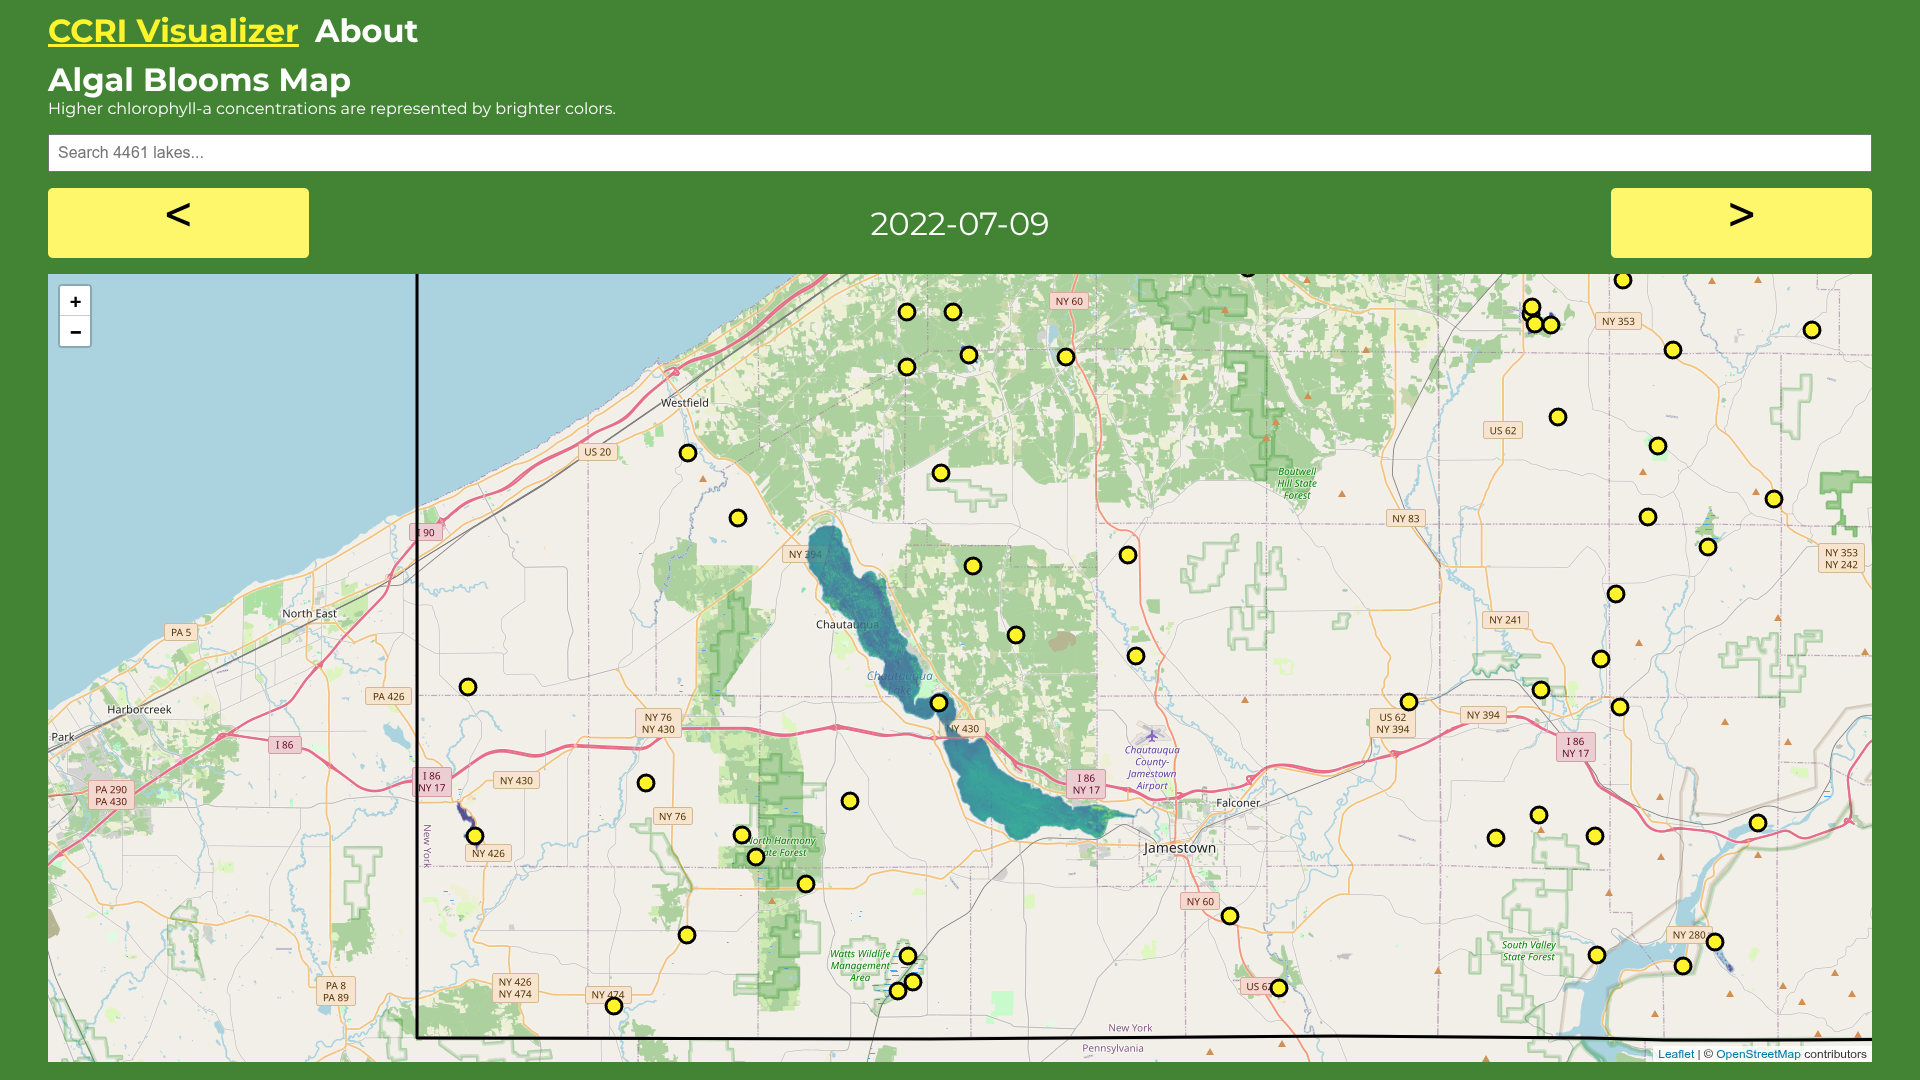 CCRI Visualizer About
Algal Blooms Map
Higher chlorophyll-a concentrations are represented by brighter colors.
Search 4461 lakes...
<
2022-07-09
>
+
−
NY 60
NY 353
Westfield
US 20
US 62
Boutwell
Hill State
Forest
NY 83
I 90
NY 394
NY 353
NY 242
North East
PA 5
Chautauqua
NY 241
Chautauqua
Lake
PA 426
Harborcreek
NY 76
NY 430
NY 430
US 62
NY 394
NY 394
Park
I 86
I 86
NY 17
Chautauqua
County-
Jamestown
Airport
I 86
NY 17
NY 430
I 86
NY 17
PA 290
PA 430
Falconer
NY 76
New York
NY 426
North Harmony
State Forest
Jamestown
NY 60
NY 280
South Valley
State Forest
Watts Wildlife
Management
Area
PA 8
PA 89
NY 426
NY 474
NY 474
US 62
New York
Pennsylvania
Leaflet | © OpenStreetMap contributors